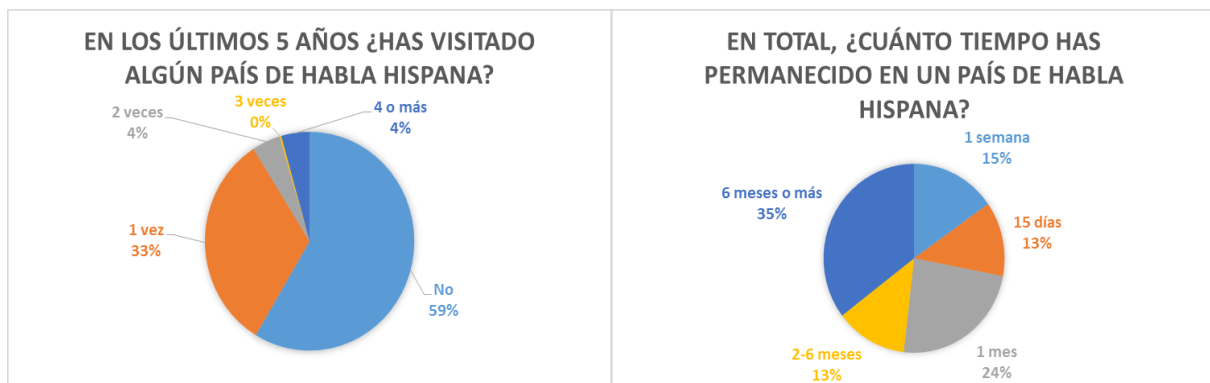 EN LOS ÚLTIMOS 5 AÑOS ¿HAS VISITADO
ALGÚN PAÍS DE HABLA HISPANA?
3 veces
0%
2 veces
4%
4 o más
4%
1 vez
33%
No
59%
EN TOTAL, ¿CUÁNTO TIEMPO HAS
PERMANECIDO EN UN PAÍS DE HABLA
HISPANA?
1 semana
15%
6 meses o más
35%
15 días
13%
2-6 meses
13%
1 mes
24%